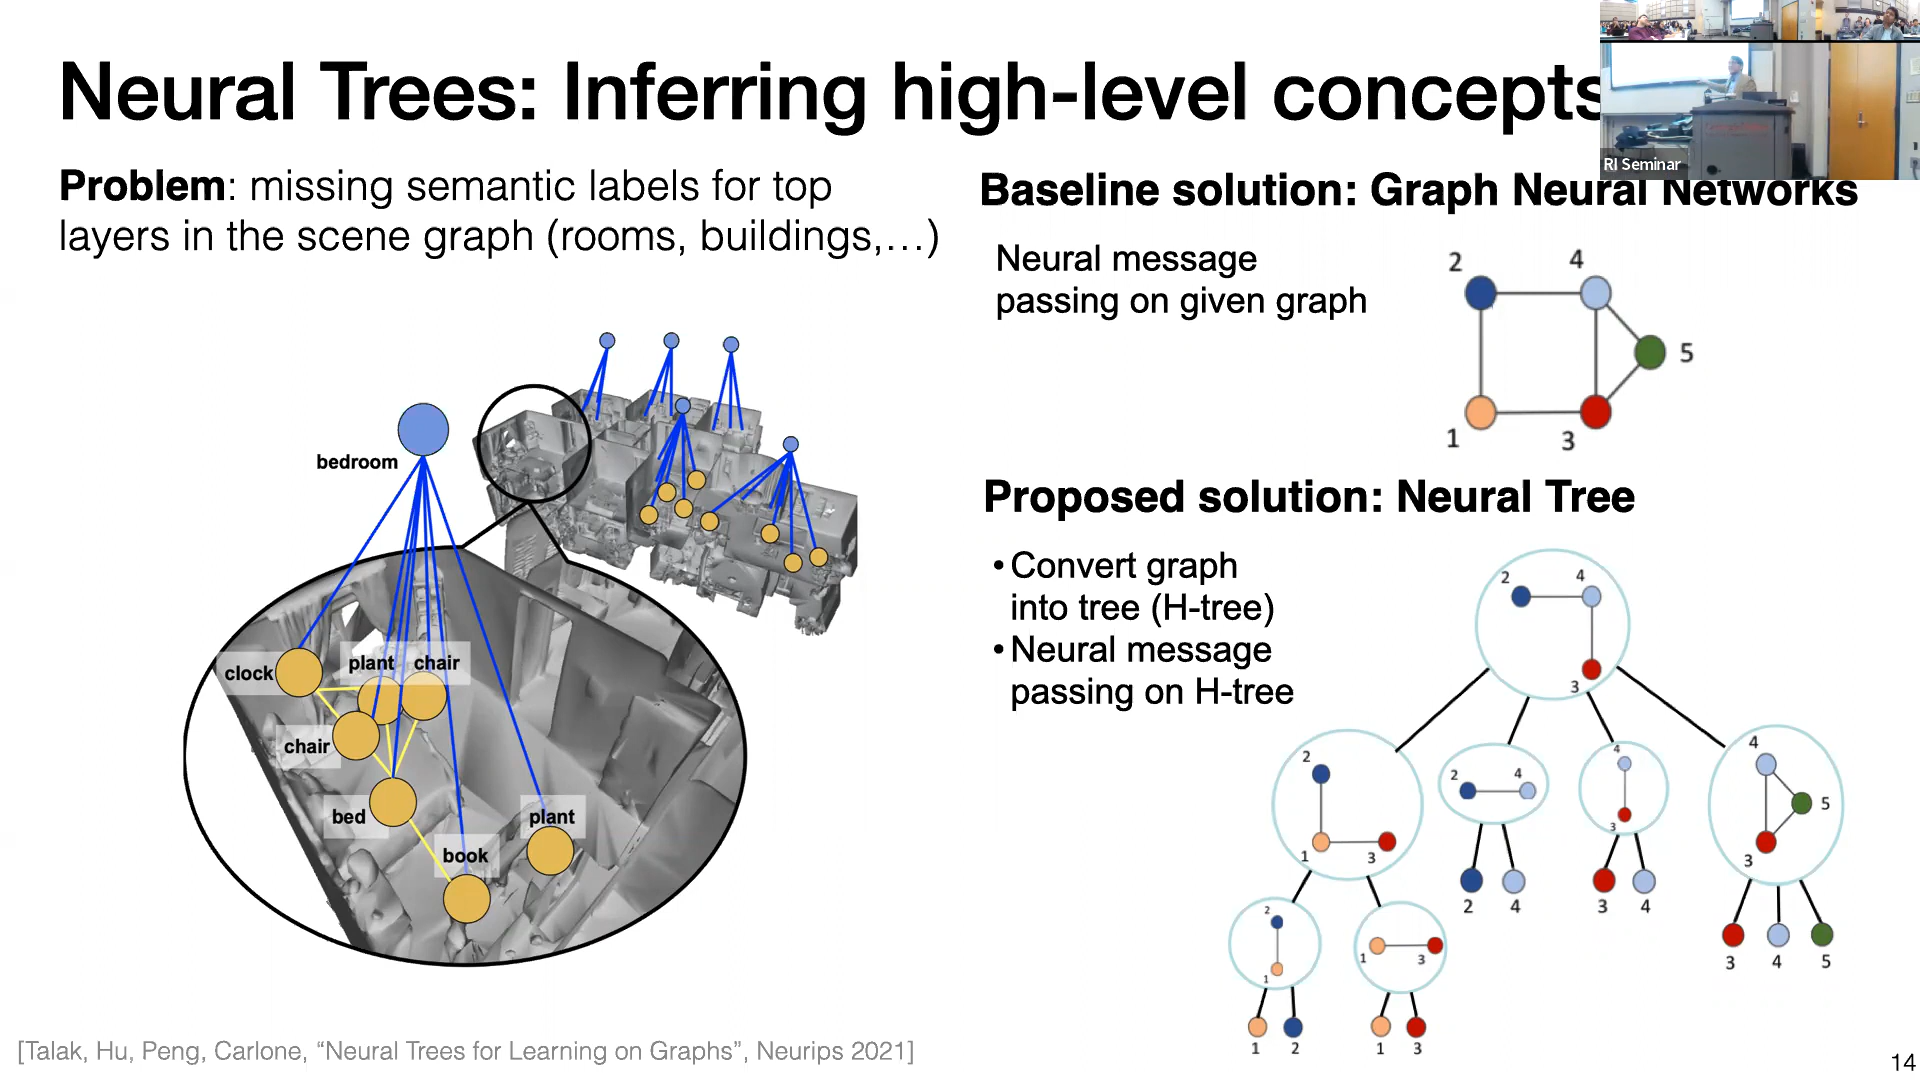 Neural Trees: Inferring high-level concepts
RI Seminar
Problem: missing semantic labels for top
layers in the scene graph (rooms, buildings,…)
bedroom
clock
plant
chair
chair
bed
book
plant
Baseline solution: Graph Neural Networks
Neural message
passing on given graph
2
4
5
1
3
Proposed solution: Neural Tree
• Convert graph
into tree (H-tree)
• Neural message
passing on H-tree
2
4
3
2
1
3
2
4
4
3
4
5
3
2
4
3
4
3
4
5
2
1
1
3
1
2
1
3
[Talak, Hu, Peng, Carlone, “Neural Trees for Learning on Graphs”, Neurips 2021]
14